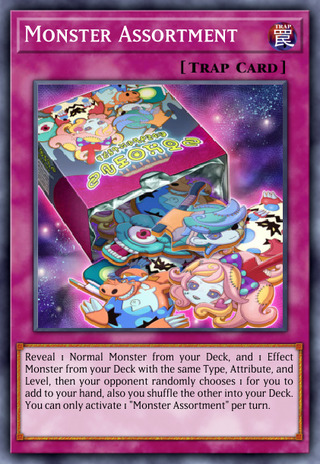 Monster Assortment
TRAP
罠
[Trap Card]
Reveal 1 Normal Monster from your Deck, and 1 Effect
Monster from your Deck with the same Type, Attribute, and
Level, then your opponent randomly chooses 1 for you to
add to your hand, also you shuffle the other into your Deck.
You can only activate 1 "Monster Assortment" per turn.